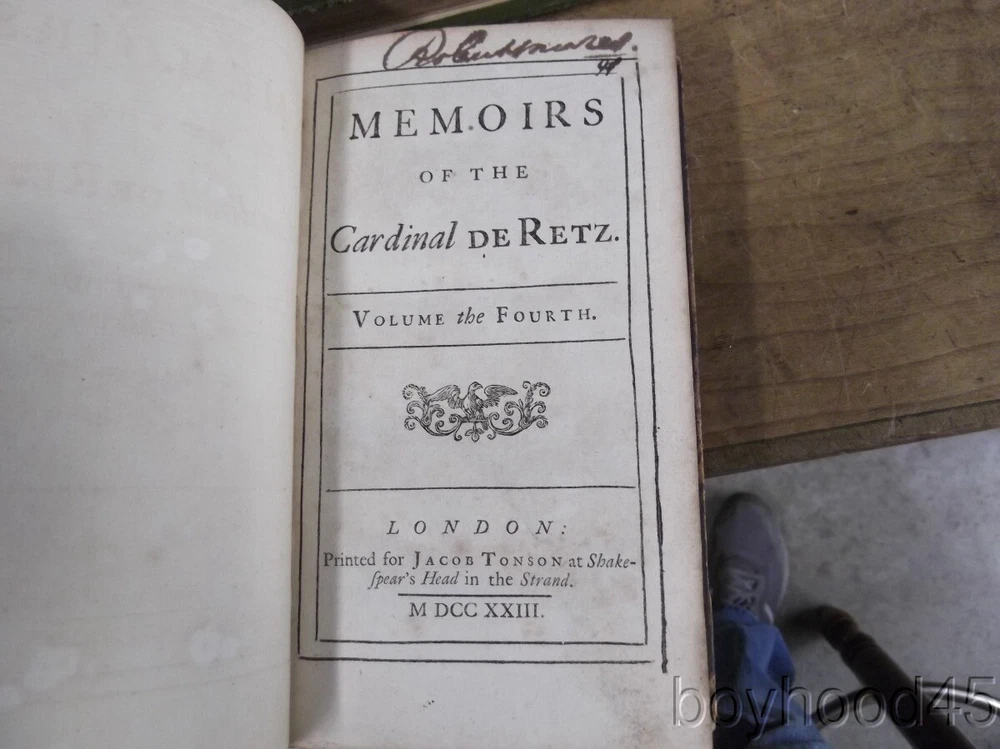 MEMOIRS
OF THE
Cardinal DE RETZ.
VOLUME the FOURTH.
LONDON:
Printed for JACOB TONSON at Shake-
ſpear's Head in the Strand.
M DCC XXIII.
boyhood45